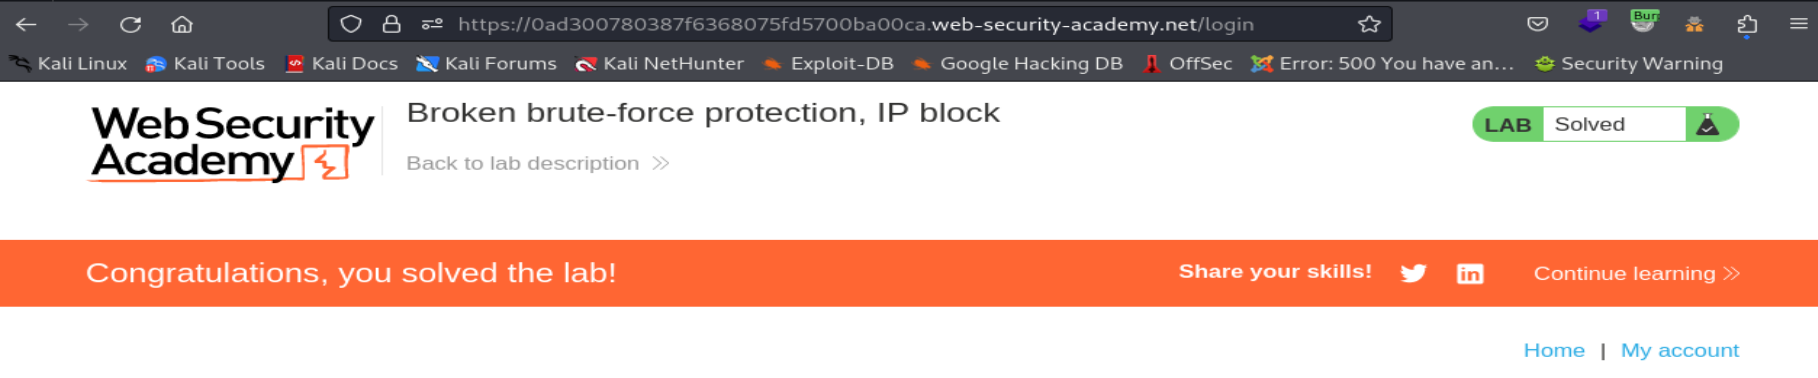 https://0ad300780387f6368075fd5700ba00ca.web-security-academy.net/login
1
Bur
Kali Linux Kali Tools Kali Docs Kali Forums Kali NetHunter Exploit-DB Google Hacking DB OffSec Error: 500 You have an... Security Warning
Web Security Academy
Broken brute-force protection, IP block
Back to lab description
LAB Solved
Congratulations, you solved the lab!
Share your skills!
in
Continue learning
Home | My account